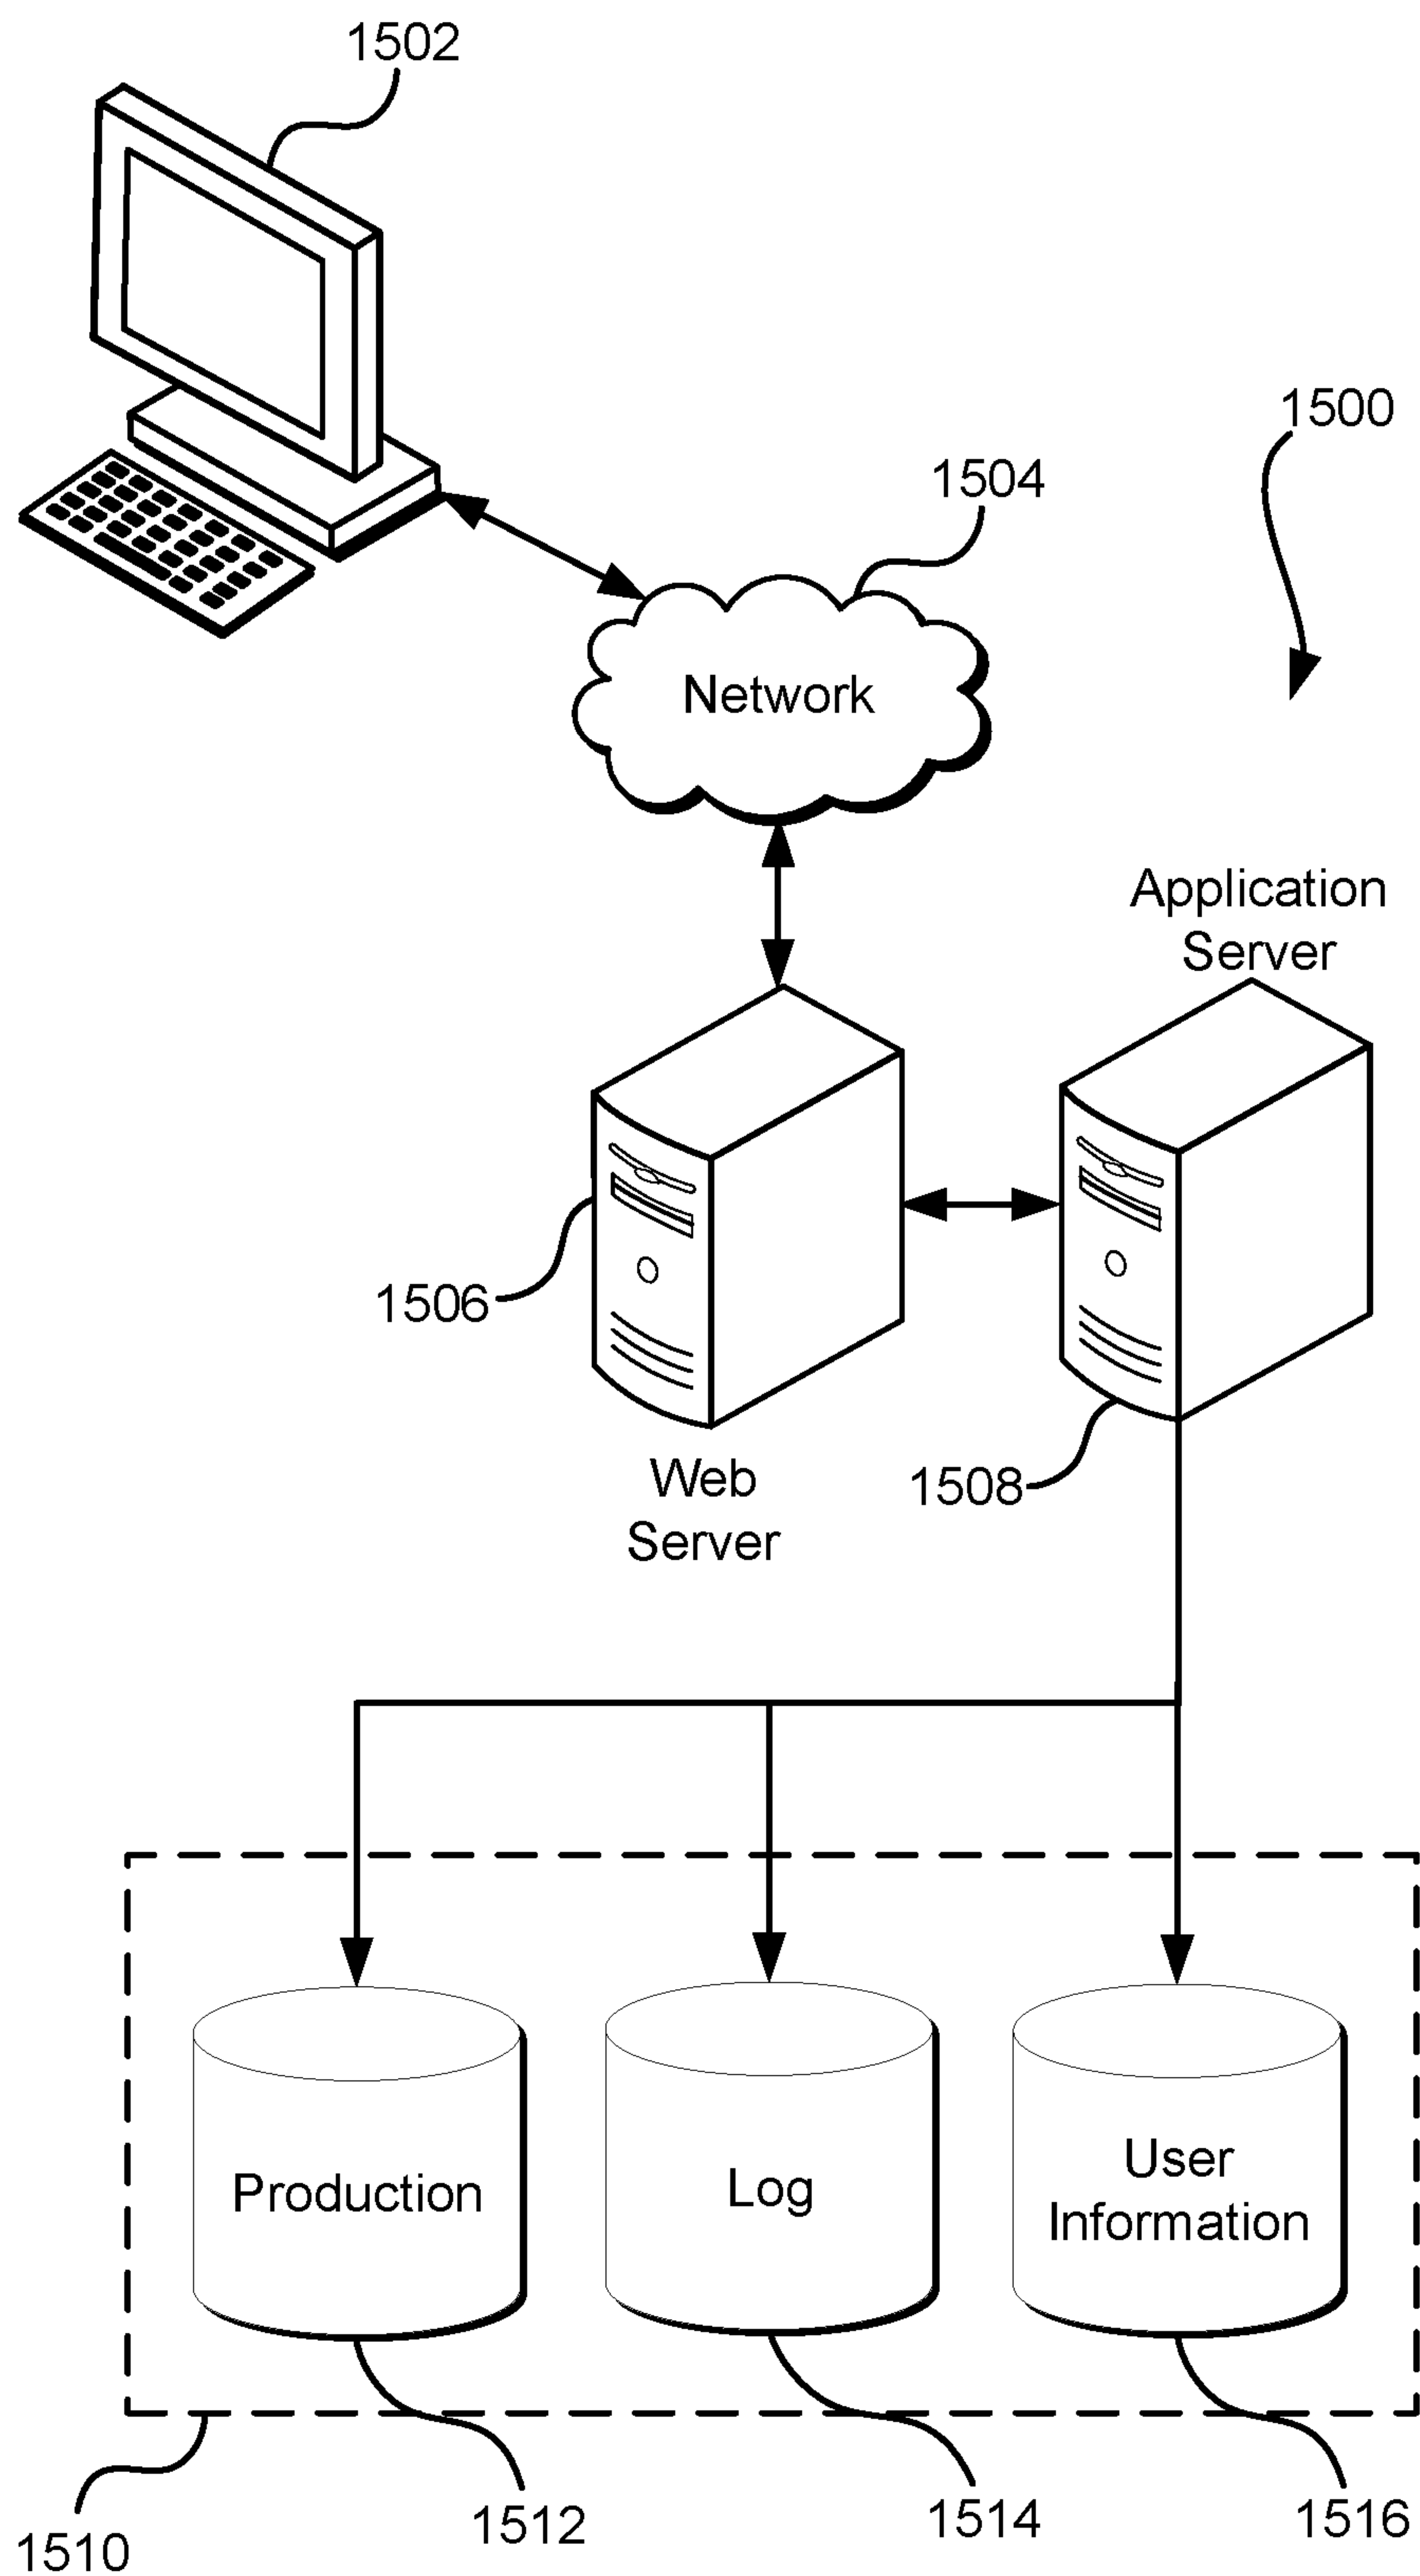 1502
1500
1504
Network
Application
Server
1506
Web
Server
1508
Production
Log
User
Information
1510
1512
1514
1516